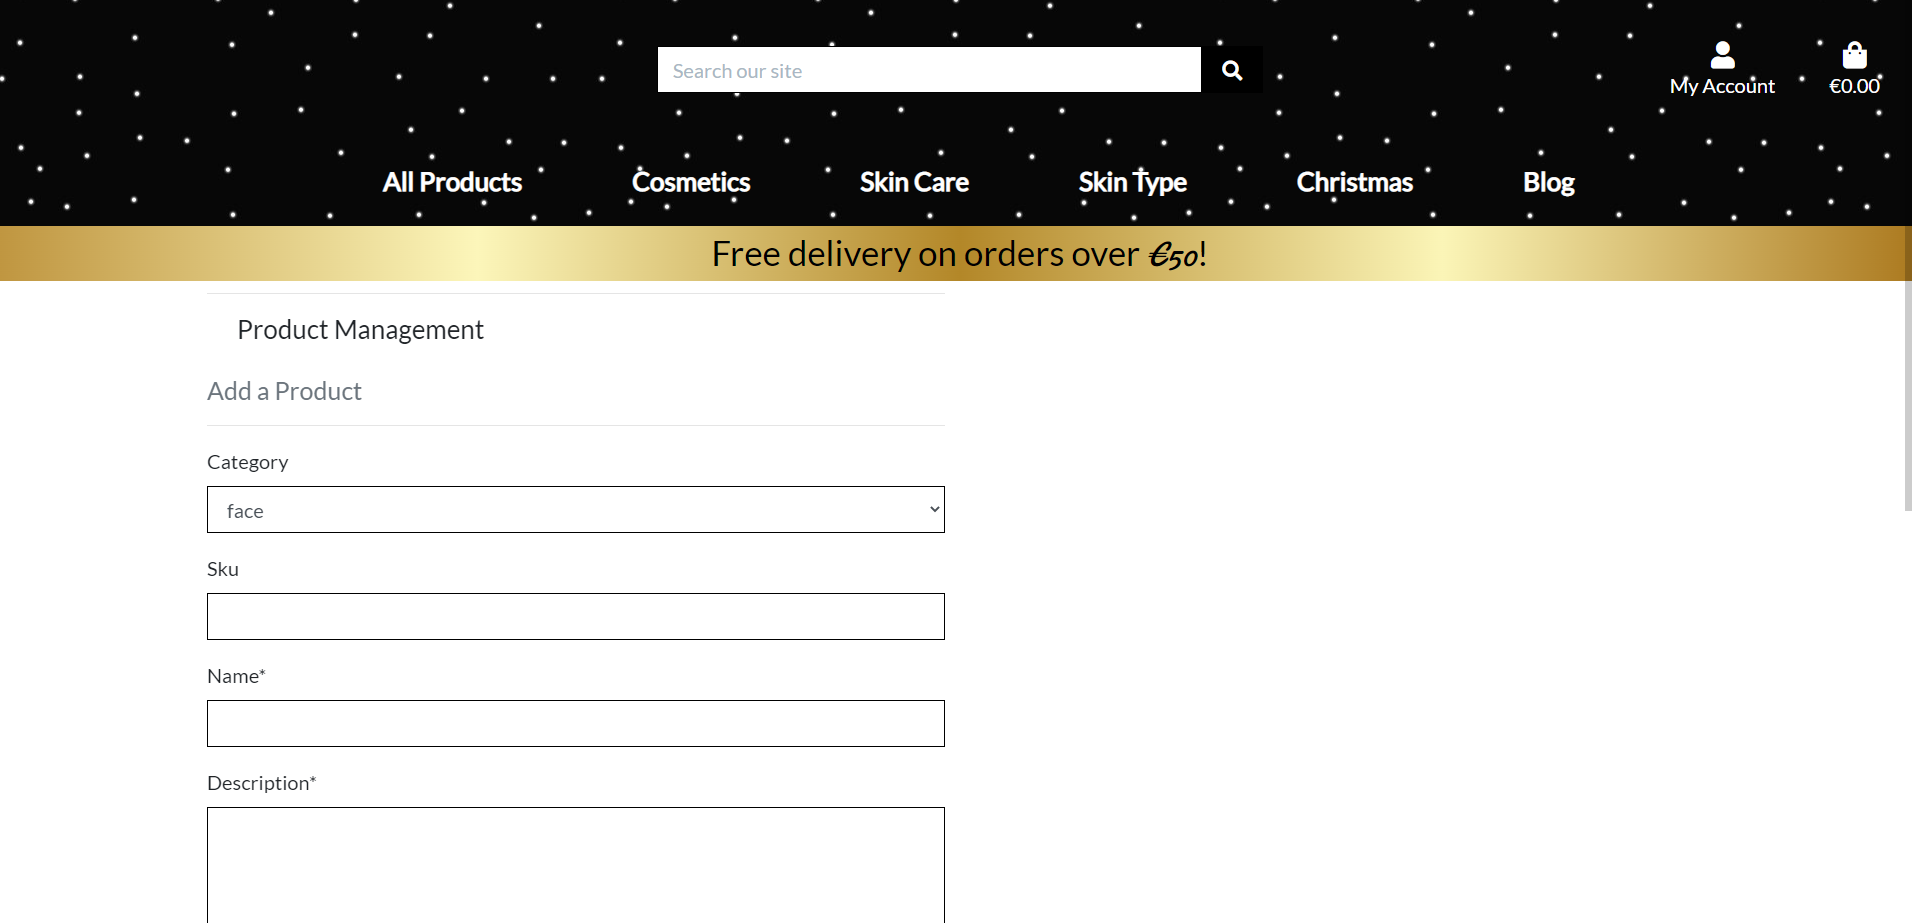 Search our site
My Account
€0.00
All Products
Cosmetics
Skin Care
Skin Type
Christmas
Blog
Free delivery on orders over €50!
Product Management
Add a Product
Category
face
Sku
Name*
Description*